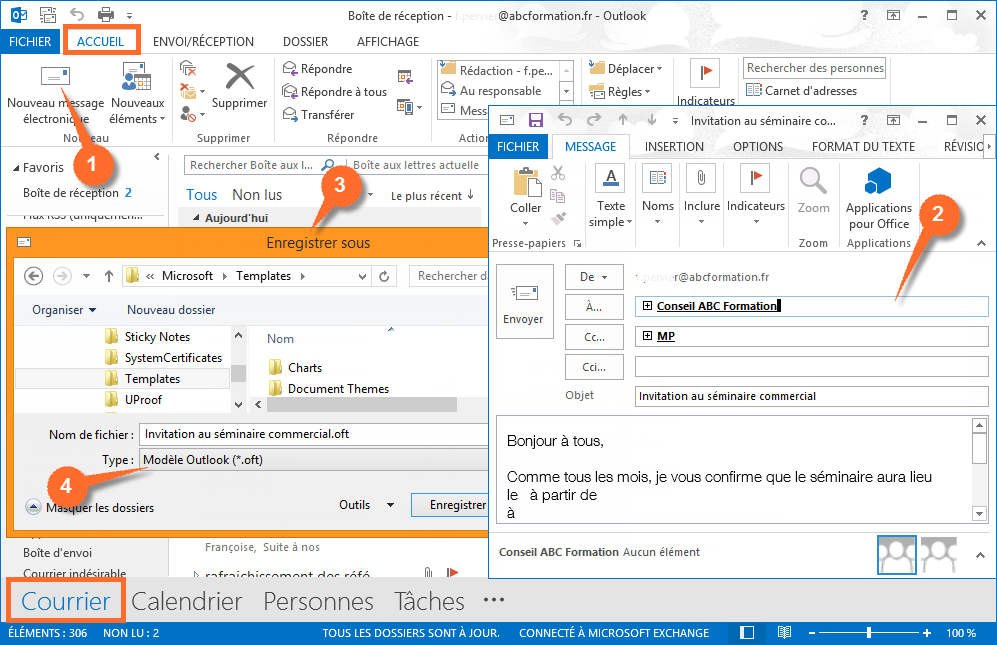 Boîte de réception - f.pervier@abcformation.fr - Outlook
FICHIER ACCUEIL ENVOI/RÉCEPTION DOSSIER AFFICHAGE
Nouveau message électronique
Nouveaux éléments
Nouveau
Supprimer
Supprimer
Répondre
Répondre à tous
Transférer
Répondre
Rédaction - f.pe...
Au responsable
Mess
Action
Déplacer
Règles
Indicateurs
Rechercher des personnes
Carnet d'adresses
1
Favoris
Boîte de réception 2
Flux RSS (uniquemen...
Rechercher Boîte aux l...
Boîte aux lettres actuelle
Tous Non lus
Le plus récent
Aujourd'hui
3
Enregistrer sous
« Microsoft Templates
Rechercher d
Organiser Nouveau dossier
Sticky Notes
SystemCertificates
Templates
UProof
Nom
Charts
Document Themes
Nom de fichier : Invitation au séminaire commercial.oft
Type : Modèle Outlook (*.oft)
4
Masquer les dossiers
Outils
Enregistrer
Invitation au séminaire co...
FICHIER MESSAGE INSERTION OPTIONS FORMAT DU TEXTE RÉVISIO
Coller
Presse-papiers
Texte simple
Noms
Inclure
Indicateurs
Zoom
Zoom
Applications pour Office
Applications
2
Envoyer
De
pervier@abcformation.fr
À...
Conseil ABC Formation
Cc...
MP
Cci...
Objet
Invitation au séminaire commercial
Bonjour à tous,
Comme tous les mois, je vous confirme que le séminaire aura lieu
le à partir de
à
Conseil ABC Formation Aucun élément
Boîte d'envoi
Courrier indésirable
Françoise, Suite à nos
rafraichissement des réfé
Courrier Calendrier Personnes Tâches ...
ÉLÉMENTS : 306 NON LU : 2
TOUS LES DOSSIERS SONT À JOUR.
CONNECTÉ À MICROSOFT EXCHANGE
100 %